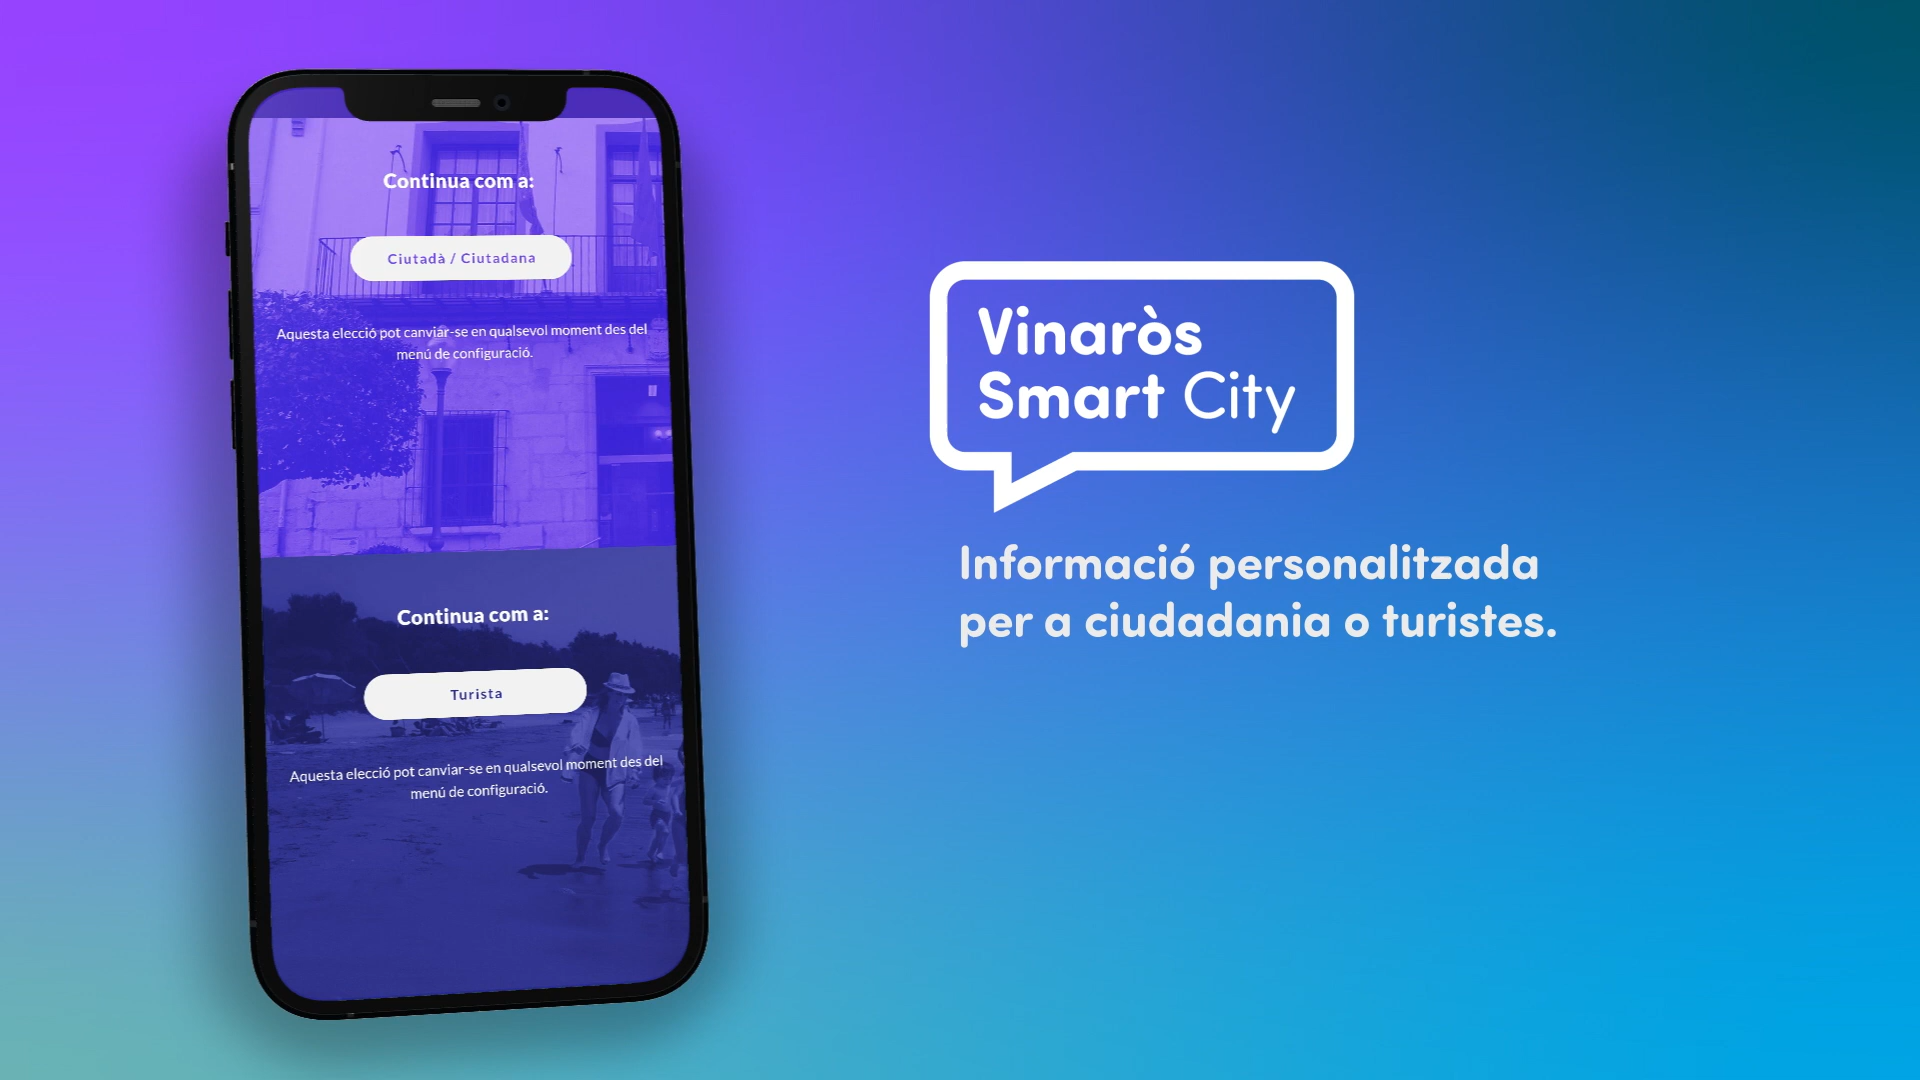 Continua com a:
Ciutadà / Ciutadana
Aquesta elecció pot canviar-se en qualsevol moment des del
menú de configuració.
Continua com a:
Turista
Aquesta elecció pot canviar-se en qualsevol moment des del
menú de configuració.
Vinaròs
Smart City
Informació personalitzada
per a ciudadania o turistes.